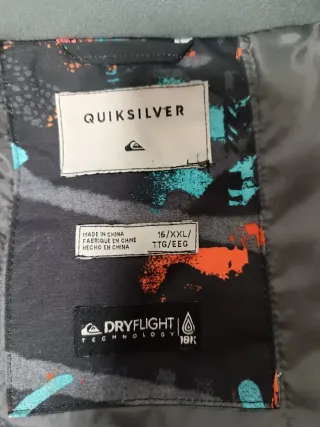 QUIKSILVER
MADE IN CHINA
FABRIQUÉ EN CHINE
HECHO EN CHINA
16/XXL/
TTG/EEG
DRYFLIGHT
TECHNOLOGY
10K